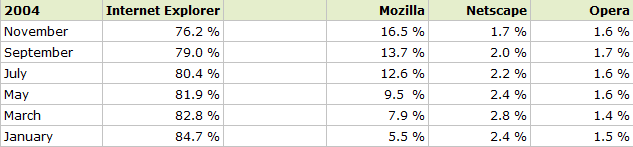 2004 Internet Explorer Mozilla Netscape Opera
November 76.2 % 16.5 % 1.7 % 1.6 %
September 79.0 % 13.7 % 2.0 % 1.7 %
July 80.4 % 12.6 % 2.2 % 1.6 %
May 81.9 % 9.5 % 2.4 % 1.6 %
March 82.8 % 7.9 % 2.8 % 1.4 %
January 84.7 % 5.5 % 2.4 % 1.5 %